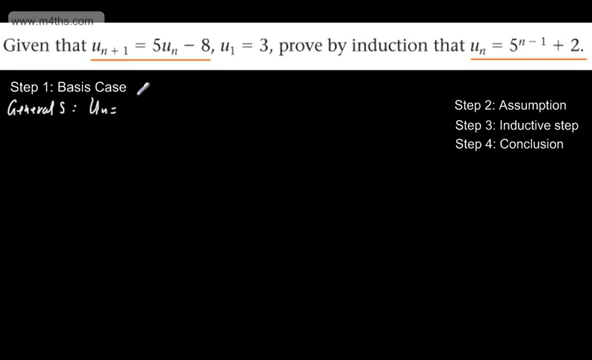 www.m4ths.com
Given that uₙ₊₁ = 5uₙ − 8, u₁ = 3, prove by induction that uₙ = 5ⁿ⁻¹ + 2.
Step 1: Basis Case
General S: Uₙ=
Step 2: Assumption
Step 3: Inductive step
Step 4: Conclusion